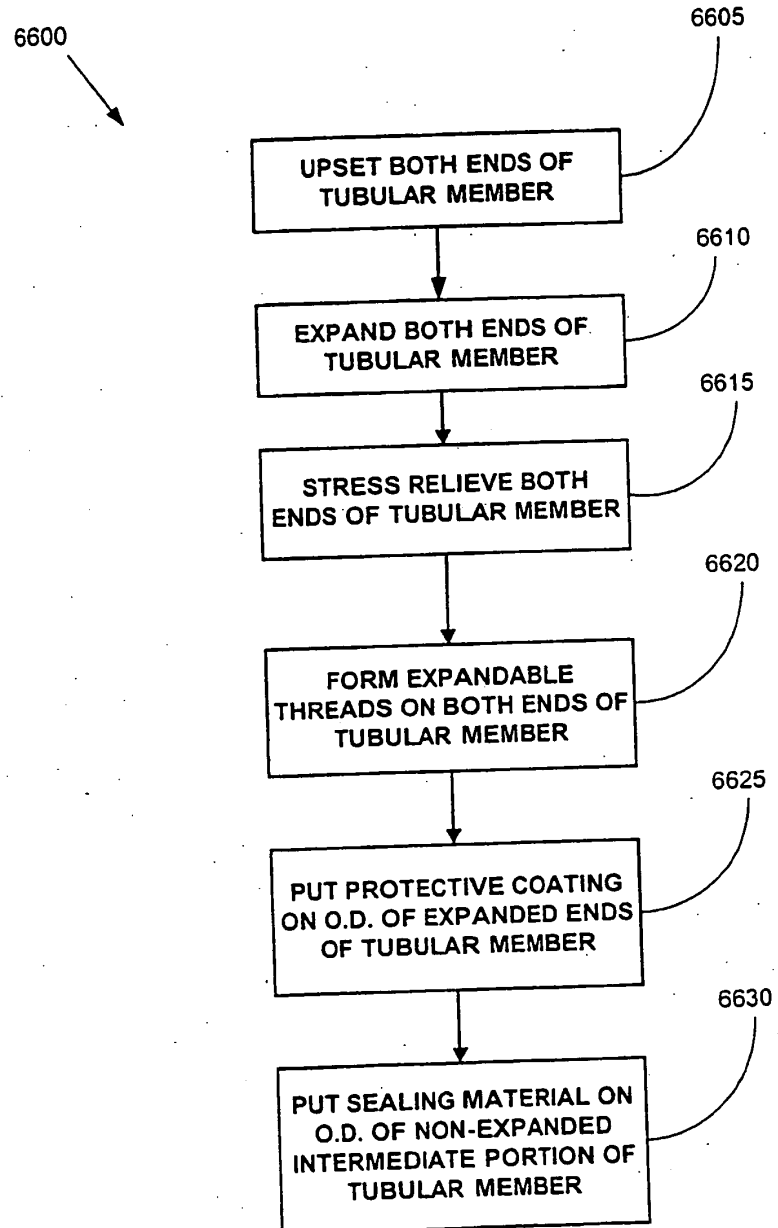 6600
6605
UPSET BOTH ENDS OF
TUBULAR MEMBER
6610
EXPAND BOTH ENDS OF
TUBULAR MEMBER
6615
STRESS RELIEVE BOTH
ENDS OF TUBULAR MEMBER
6620
FORM EXPANDABLE
THREADS ON BOTH ENDS OF
TUBULAR MEMBER
6625
PUT PROTECTIVE COATING
ON O.D. OF EXPANDED ENDS
OF TUBULAR MEMBER
6630
PUT SEALING MATERIAL ON
O.D. OF NON-EXPANDED
INTERMEDIATE PORTION OF
TUBULAR MEMBER